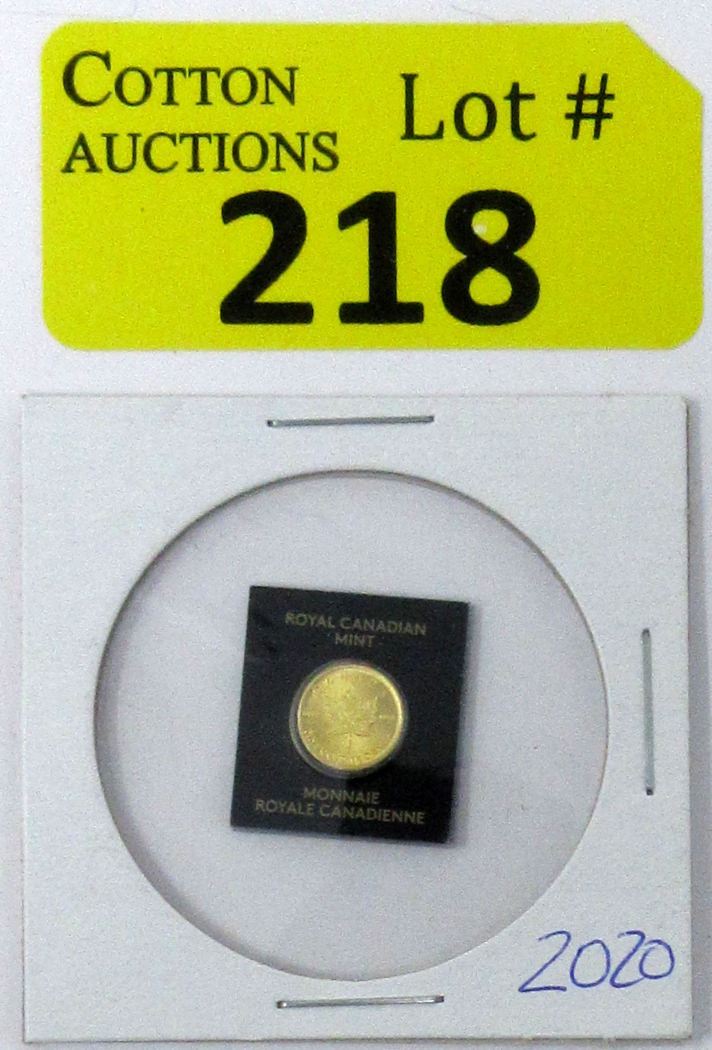 COTTON
AUCTIONS
Lot #
218
ROYAL CANADIAN
MINT
MONNAIE
ROYALE CANADIENNE
2020